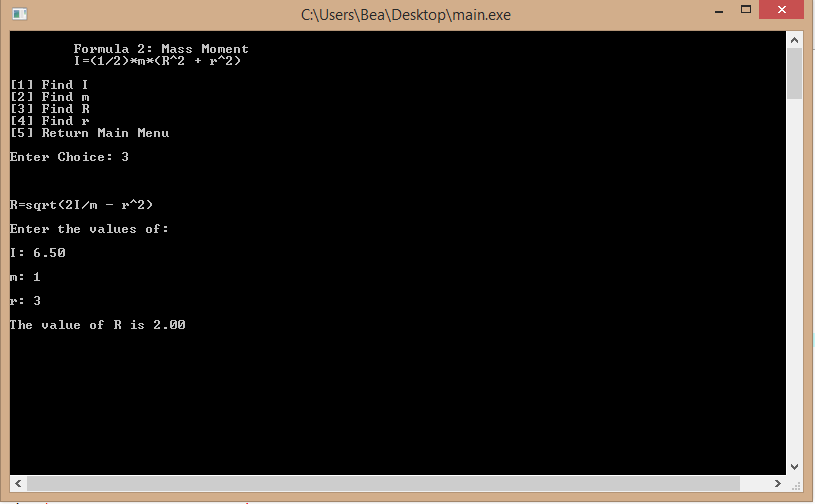 C:\Users\Bea\Desktop\main.exe
Formula 2: Mass Moment
I=(1/2)*m*(R^2 + r^2)
[1] Find I
[2] Find m
[3] Find R
[4] Find r
[5] Return Main Menu
Enter Choice: 3
R=sqrt(2I/m - r^2)
Enter the values of:
I: 6.50
m: 1
r: 3
The value of R is 2.00